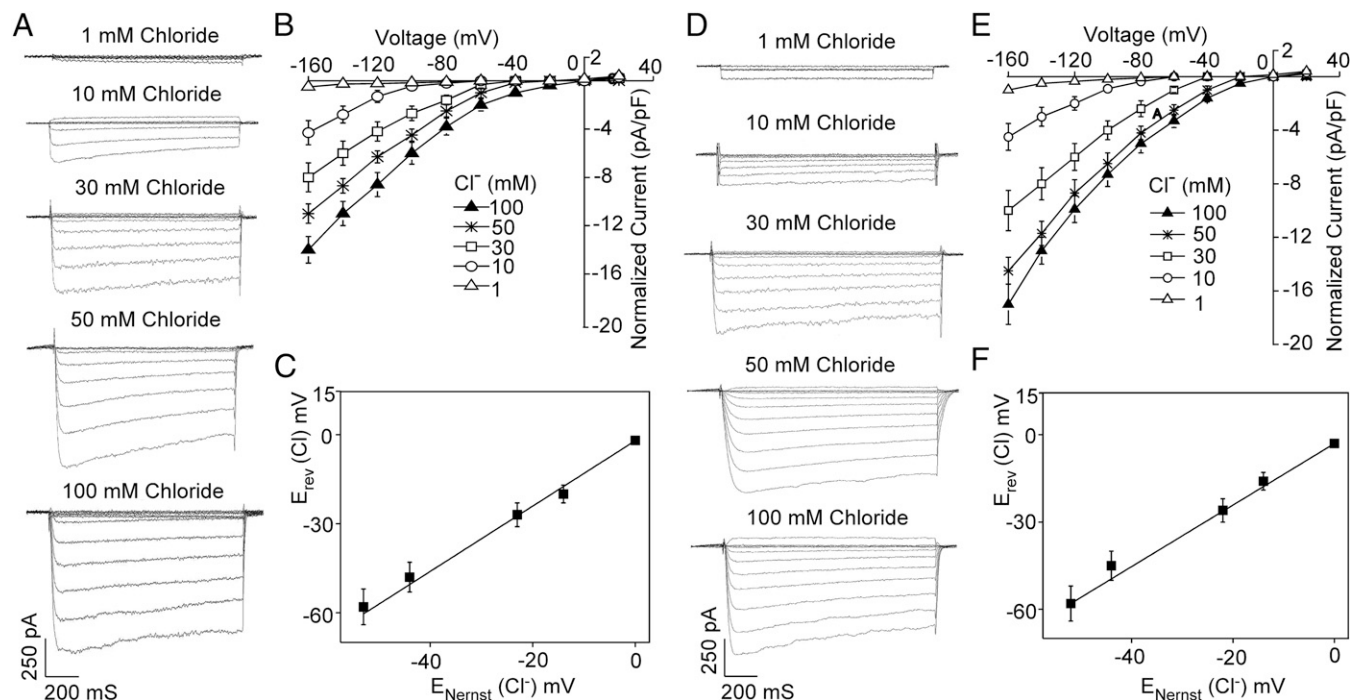 A
1 mM Chloride
10 mM Chloride
30 mM Chloride
50 mM Chloride
100 mM Chloride
250 pA
200 mS
B
Voltage (mV)
-160 -120 -80 -40 0 40
2
-4
-8
-12
-16
-20
Normalized Current (pA/pF)
Cl⁻ (mM)
100
50
30
10
1
C
15
0
-30
-60
E_rev (Cl) mV
-40 -20 0
E_Nernst (Cl⁻) mV
D
1 mM Chloride
10 mM Chloride
30 mM Chloride
50 mM Chloride
100 mM Chloride
250 pA
200 mS
E
Voltage (mV)
-160 -120 -80 -40 0 40
2
-4
-8
-12
-16
-20
Normalized Current (pA/pF)
A
Cl⁻ (mM)
100
50
30
10
1
F
15
0
-30
-60
E_rev (Cl) mV
-40 -20 0
E_Nernst (Cl⁻) mV